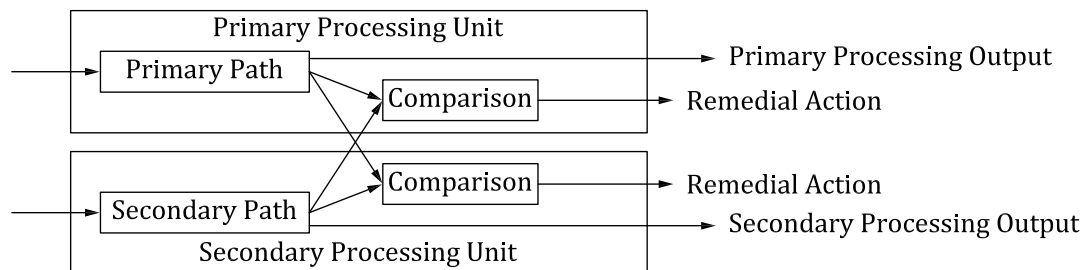 Primary Processing Unit
Primary Path
Primary Processing Output
Comparison
Remedial Action
Comparison
Remedial Action
Secondary Path
Secondary Processing Output
Secondary Processing Unit